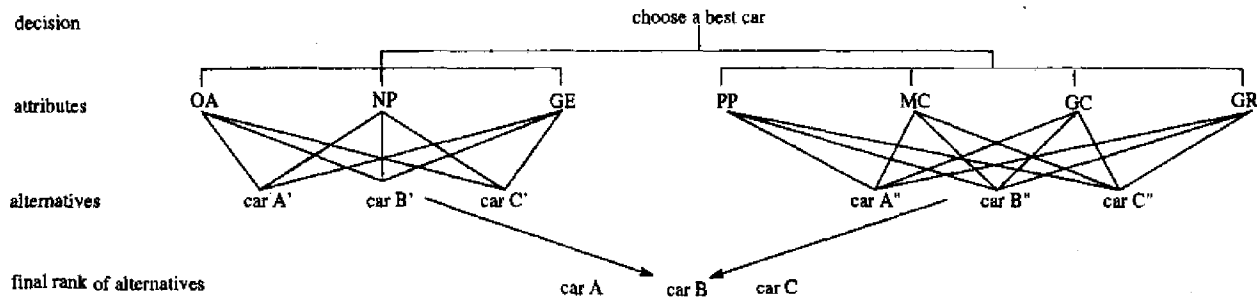 decision choose a best car
attributes OA NP GE PP MC GC GR
alternatives car A' car B' car C' car A" car B" car C"
final rank of alternatives car A car B car C